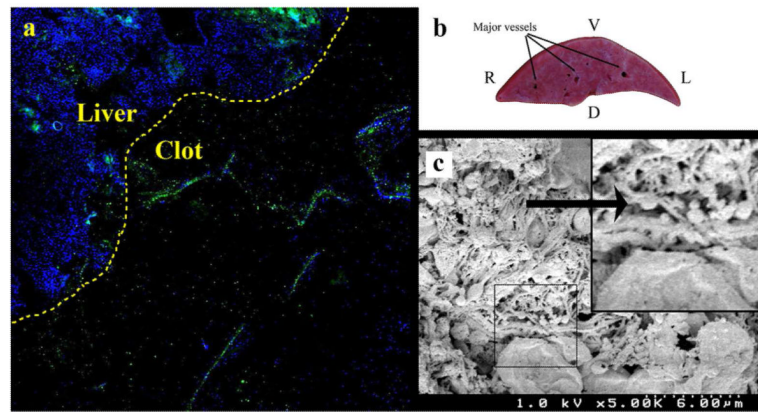 a
Liver
Clot
b
Major vessels
V
R
L
D
c
1.0 kV x5.00K 6.00μm